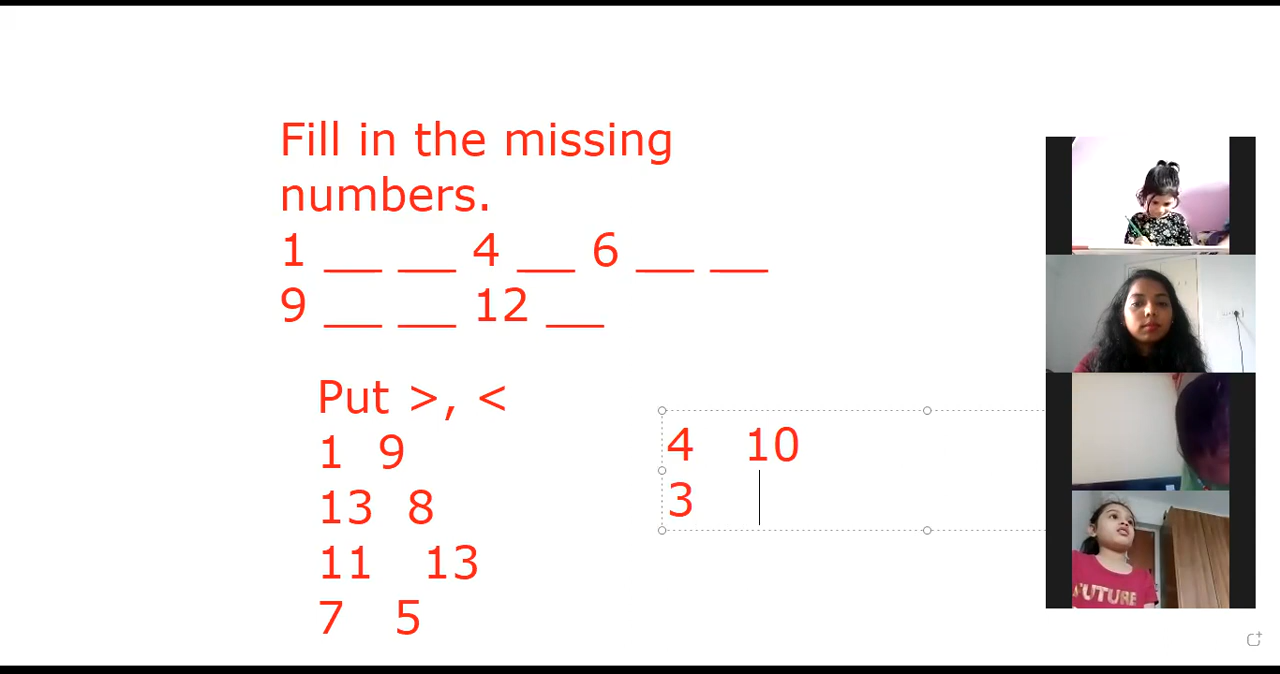 Fill in the missing
numbers.
1 __ __ 4 __ 6 __ __
9 __ __ 12 __
Put >, <
1 9
13 8
11 13
7 5
4 10
3
FUTURE